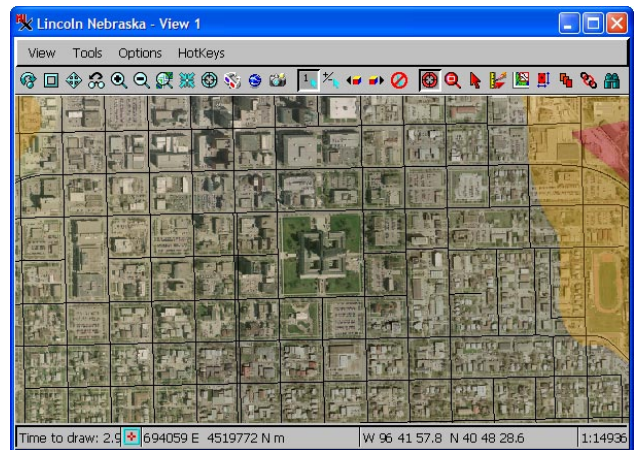 Lincoln Nebraska - View 1
View Tools Options HotKeys
1
Time to draw: 2.9 694059 E 4519772 N m W 96 41 57.8 N 40 48 28.6 1:14936